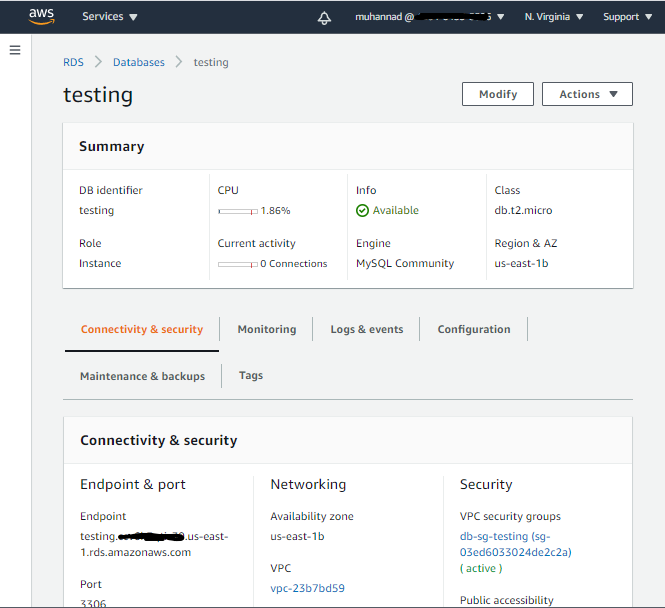 aws
Services
muhannad @
N. Virginia
Support
RDS > Databases > testing
testing
Modify
Actions
Summary
DB identifier
testing
CPU
1.86%
Info
Available
Class
db.t2.micro
Role
Instance
Current activity
0 Connections
Engine
MySQL Community
Region & AZ
us-east-1b
Connectivity & security
Monitoring
Logs & events
Configuration
Maintenance & backups
Tags
Connectivity & security
Endpoint & port
Endpoint
testing. .us-east-
1.rds.amazonaws.com
Port
3306
Networking
Availability zone
us-east-1b
VPC
vpc-23b7bd59
Security
VPC security groups
db-sg-testing (sg-
03ed6033024de2c2a)
( active )
Public accessibility